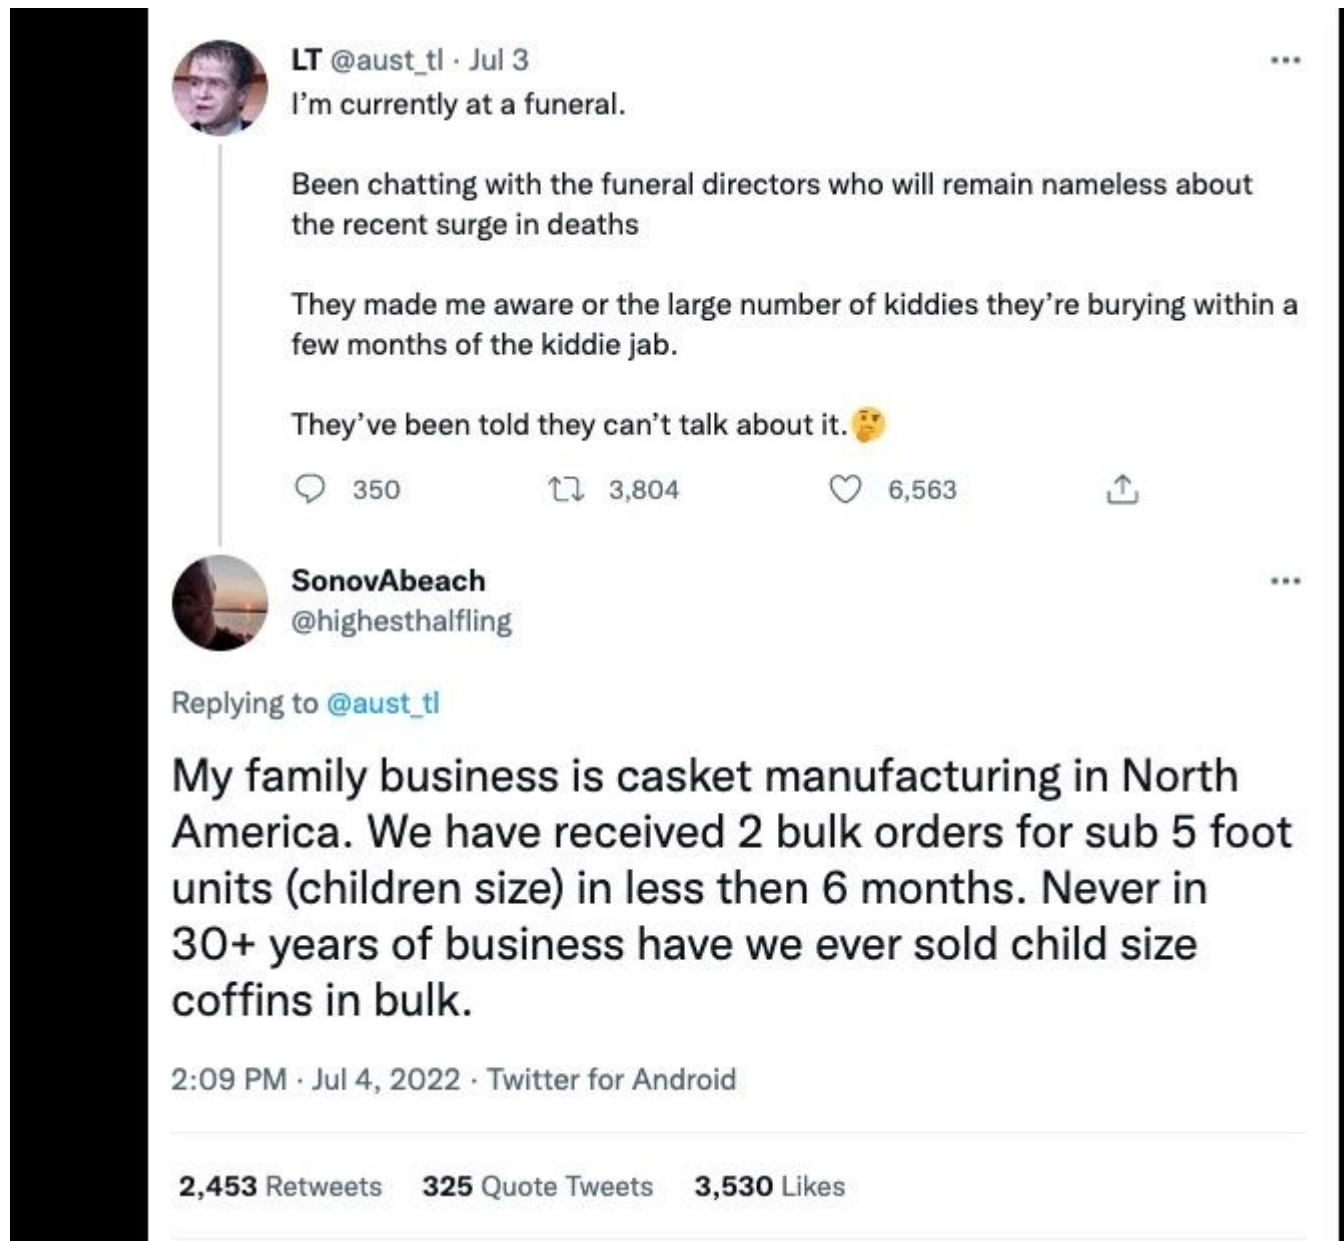 LT @aust_tl · Jul 3
I'm currently at a funeral.
Been chatting with the funeral directors who will remain nameless about
the recent surge in deaths
They made me aware or the large number of kiddies they're burying within a
few months of the kiddie jab.
They've been told they can't talk about it.🤔
350 3,804 6,563
SonovAbeach
@highesthalfling
Replying to @aust_tl
My family business is casket manufacturing in North
America. We have received 2 bulk orders for sub 5 foot
units (children size) in less then 6 months. Never in
30+ years of business have we ever sold child size
coffins in bulk.
2:09 PM · Jul 4, 2022 · Twitter for Android
2,453 Retweets 325 Quote Tweets 3,530 Likes